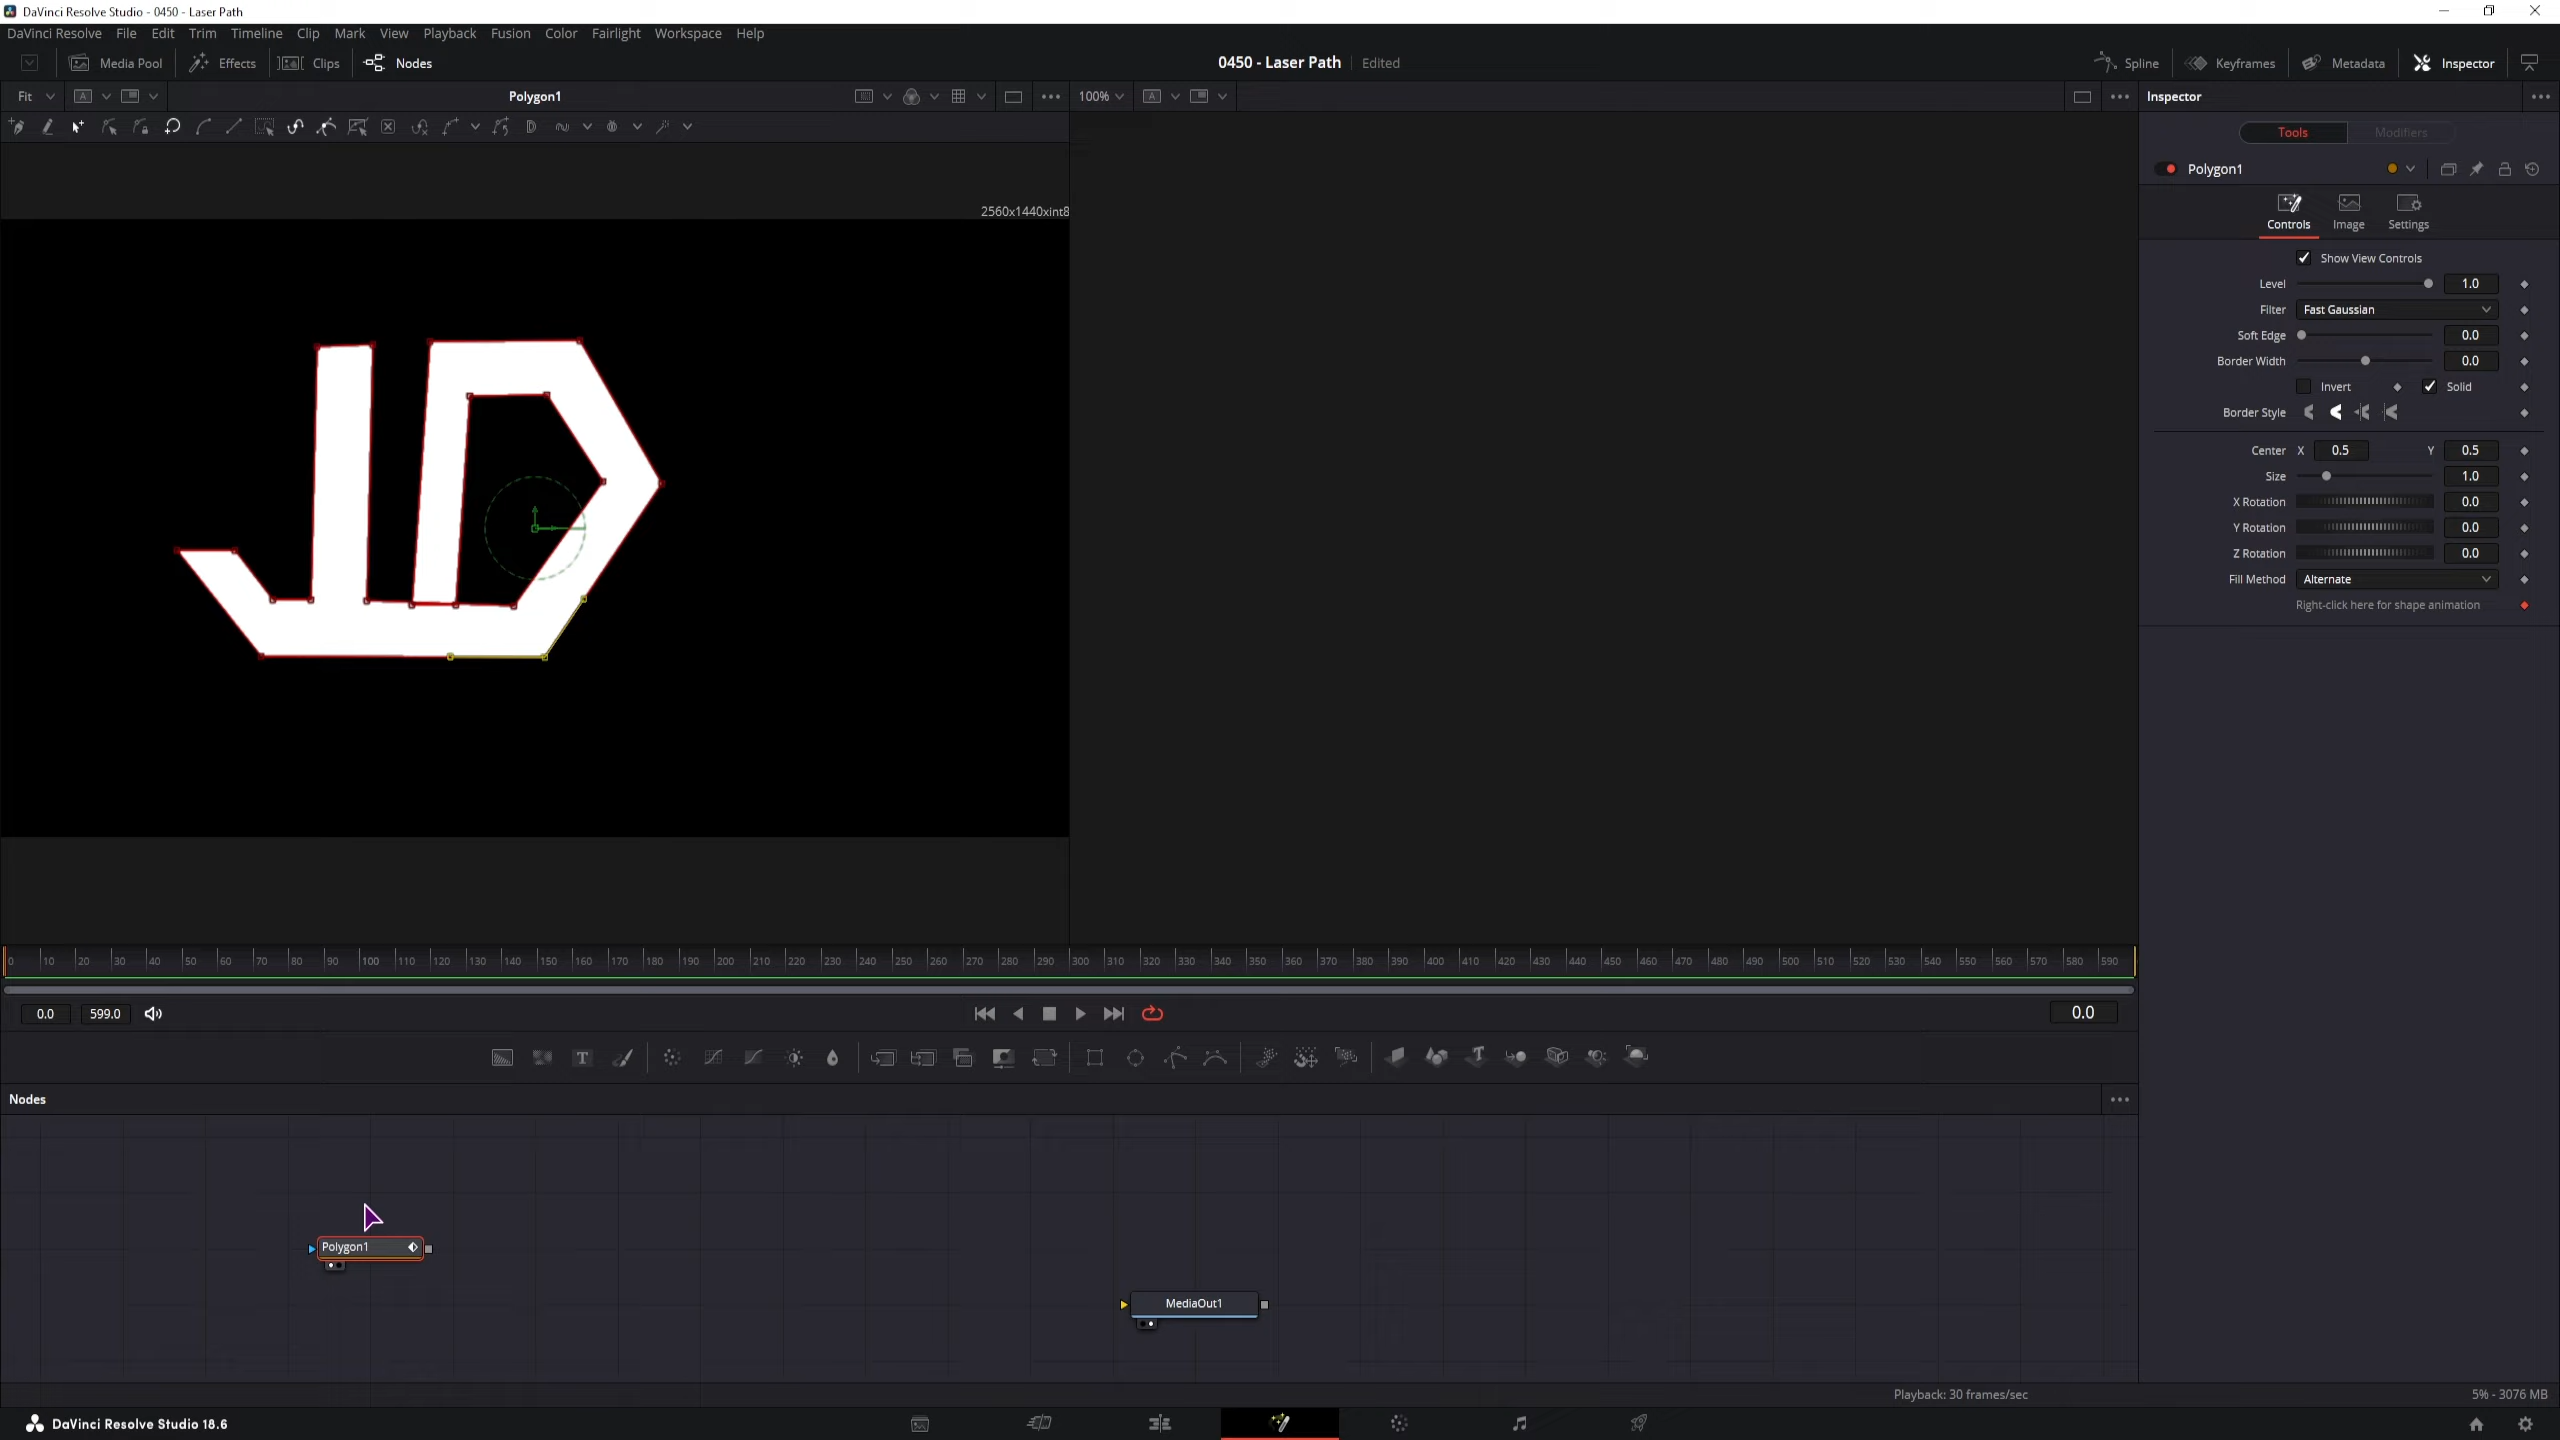 DaVinci Resolve Studio - 0450 - Laser Path
DaVinci Resolve File Edit Trim Timeline Clip Mark View Playback Fusion Color Fairlight Workspace Help
Media Pool Effects Clips Nodes 0450 - Laser Path Edited Spline Keyframes Metadata Inspector
Fit A Polygon1 100% A Inspector
Tools Modifiers
Polygon1
2560x1440xint8
Controls Image Settings
Show View Controls
Level 1.0
Filter Fast Gaussian
Soft Edge 0.0
Border Width 0.0
Invert Solid
Border Style
Center X 0.5 Y 0.5
Size 1.0
X Rotation 0.0
Y Rotation 0.0
Z Rotation 0.0
Fill Method Alternate
Right-click here for shape animation
0 10 20 30 40 50 60 70 80 90 100 110 120 130 140 150 160 170 180 190 200 210 220 230 240 250 260 270 280 290 300 310 320 330 340 350 360 370 380 390 400 410 420 430 440 450 460 470 480 490 500 510 520 530 540 550 560 570 580 590
0.0 599.0 0.0
T T
Nodes
Polygon1
MediaOut1
Playback: 30 frames/sec 5% - 3076 MB
DaVinci Resolve Studio 18.6